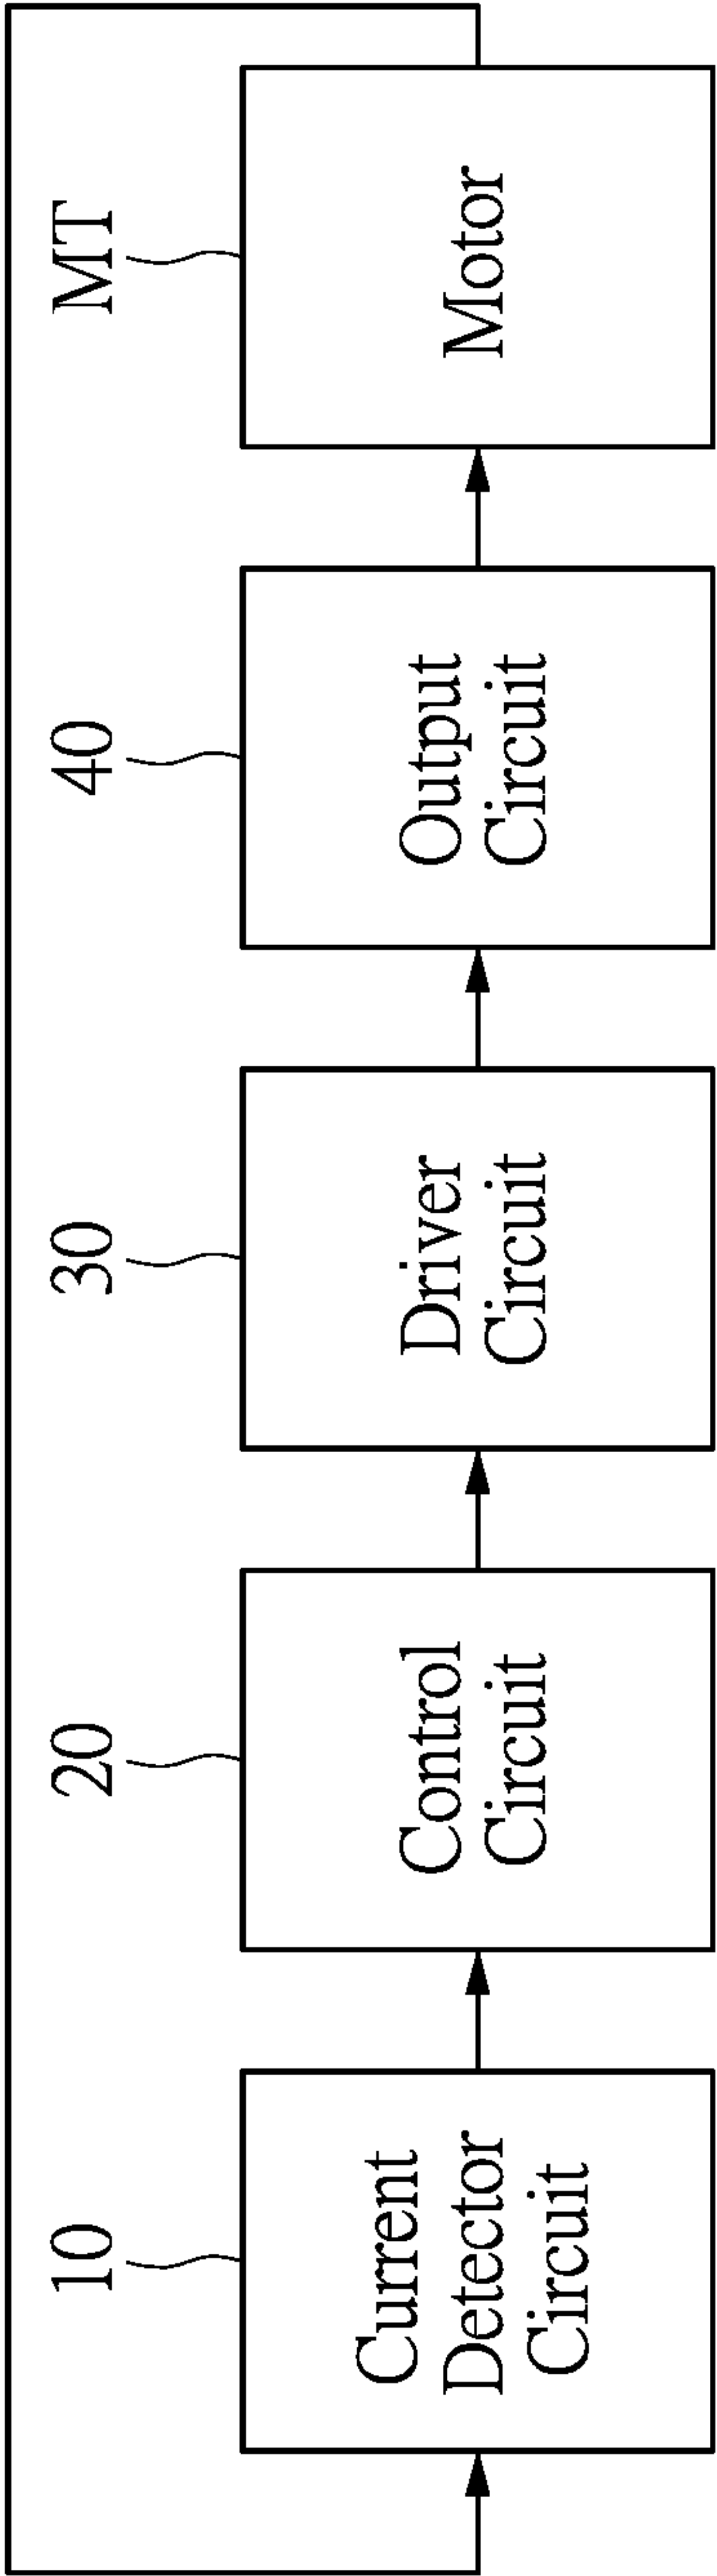 10
20
30
40
MT
Current
Detector
Circuit
Control
Circuit
Driver
Circuit
Output
Circuit
Motor